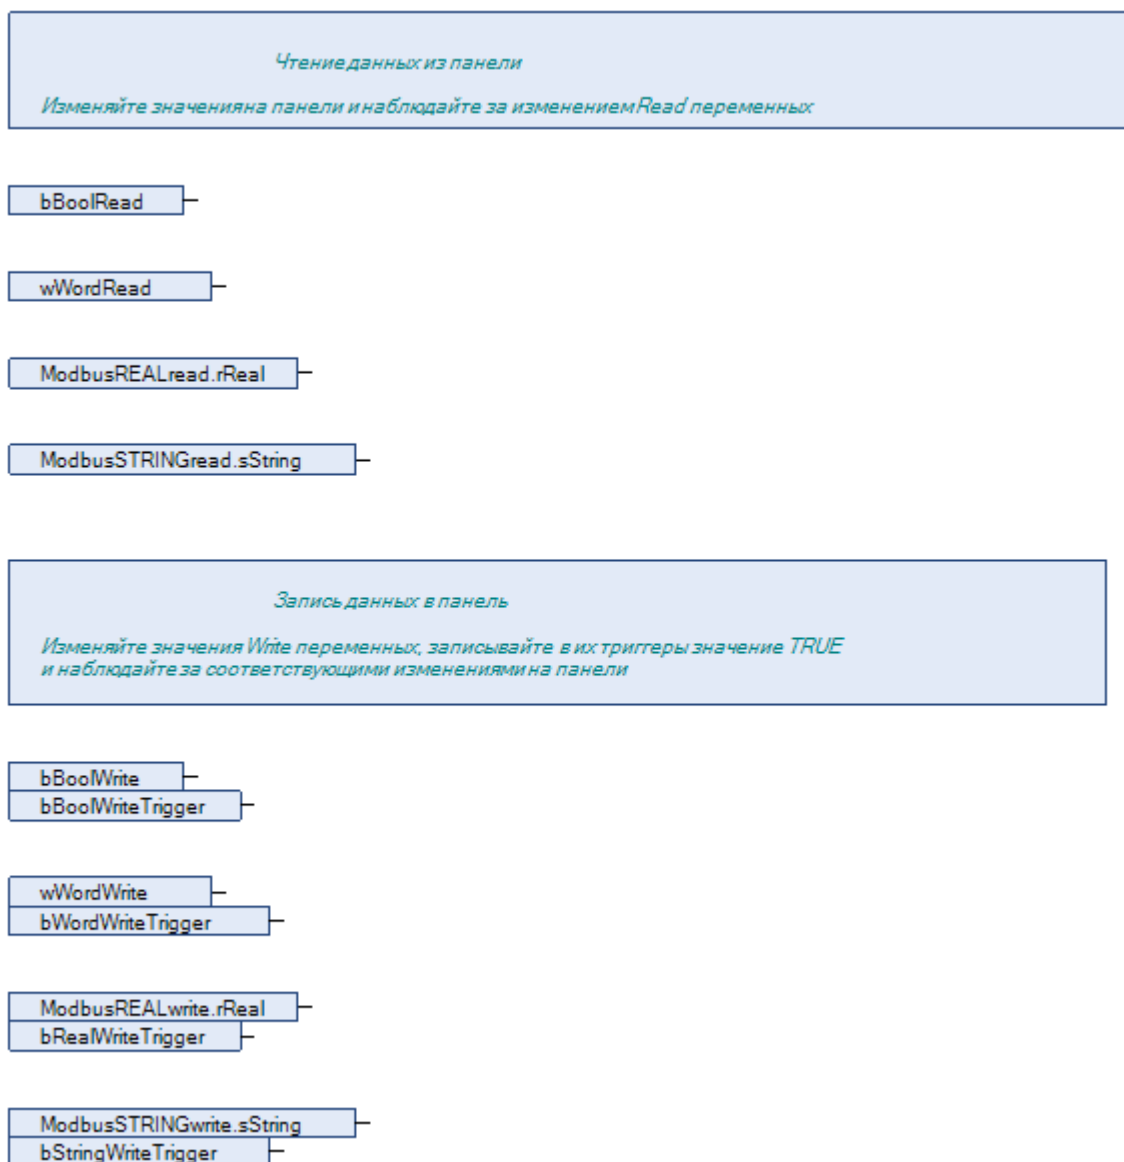 Чтение данных из панели
Изменяйте значения на панели и наблюдайте за изменением Read переменных
bBoolRead
wWordRead
ModbusREALread.rReal
ModbusSTRINGread.sString
Запись данных в панель
Изменяйте значения Write переменных, записывайте в их триггеры значение TRUE
и наблюдайте за соответствующими изменениями на панели
bBoolWrite
bBoolWriteTrigger
wWordWrite
bWordWriteTrigger
ModbusREALwrite.rReal
bRealWriteTrigger
ModbusSTRINGwrite.sString
bStringWriteTrigger